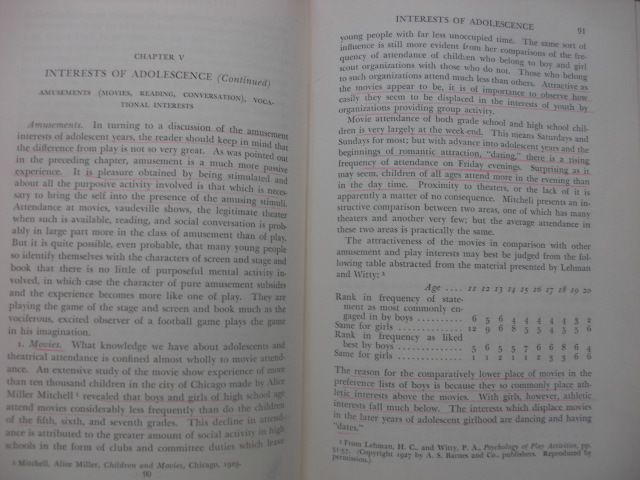 CHAPTER V
INTERESTS OF ADOLESCENCE (Continued)
AMUSEMENTS (MOVIES, READING, CONVERSATION), VOCA-
TIONAL INTERESTS
Amusements. In turning to a discussion of the amusement
interests of adolescent years, the reader should keep in mind that
the difference from play is not so very great. As was pointed out
in the preceding chapter, amusement is a much more passive
experience. It is pleasure obtained by being stimulated and
about all the purposive activity involved is that which is neces-
sary to bring the self into the presence of the amusing stimuli.
Attendance at movies, vaudeville shows, the legitimate theater
when such is available, reading, and social conversation is prob-
ably in large part more in the class of amusement than of play.
But it is quite possible, even probable, that many young people
so identify themselves with the characters of screen and stage and
book that there is no little of purposeful mental activity in-
volved, in which case the character of pure amusement subsides
and the experience becomes more like of play. They are
playing the game of the stage and screen and book much as the
vociferous, excited observer of a football game plays the game
in his imagination.
1. Movies. What knowledge we have about adolescents and
theatrical attendance is confined almost wholly to movie attend-
ance. An extensive study of the movie show experience of more
than ten thousand children in the city of Chicago made by Alice
Miller Mitchell ¹ revealed that boys and girls of high school age
attend movies considerably less frequently than do the children
of the fifth, sixth, and seventh grades. This decline in attend-
ance is attributed to the greater amount of social activity in high
schools in the form of clubs and committee duties which leave
¹ Mitchell, Alice Miller, Children and Movies, Chicago, 1929.
90
INTERESTS OF ADOLESCENCE 91
young people with far less unoccupied time. The same sort of
influence is still more evident from her comparisons of the fre-
quency of attendance of children who belong to boy and girl
scout organizations with those who do not. Those who belong
to such organizations attend much less than others. Attractive as
the movies appear to be, it is of importance to observe how
easily they seem to be displaced in the interests of youth by
organizations providing group activity.
Movie attendance of both grade school and high school chil-
dren is very largely at the week-end. This means Saturdays and
Sundays for most; but with advance into adolescent years and the
beginnings of romantic attraction, "dating," there is a rising
frequency of attendance on Friday evenings. Surprising as it
may seem, children of all ages attend more in the evening than
in the day time. Proximity to theaters, or the lack of it is
apparently a matter of no consequence. Mitchell presents an in-
structive comparison between two areas, one of which has many
theaters and another very few; but the average attendance in
these two areas is practically the same.
The attractiveness of the movies in comparison with other
amusement and play interests may best be judged from the fol-
lowing table abstracted from the material presented by Lehman
and Witty: ¹
Age .... 11 12 13 14 15 16 17 18 19 20
Rank in frequency of state-
ment as most commonly en-
gaged in by boys .......... 6 5 6 4 4 4 4 4 3 2
Same for girls .............. 12 9 6 8 5 5 4 5 5 6
Rank in frequency as liked
best by boys ............... 5 6 5 5 7 6 6 8 6 4
Same for girls .............. 1 1 2 1 1 2 3 3 6 6
The reason for the comparatively lower place of movies in the
preference lists of boys is because they so commonly place ath-
letic interests above the movies. With girls, however, athletic
interests fall much below. The interests which displace movies
in the later years of adolescent girlhood are dancing and having
"dates."
¹ From Lehman, H. C., and Witty, P. A., Psychology of Play Activities, pp.
51-57. (Copyright 1927 by A. S. Barnes and Co., publishers. Reproduced by
permission.)